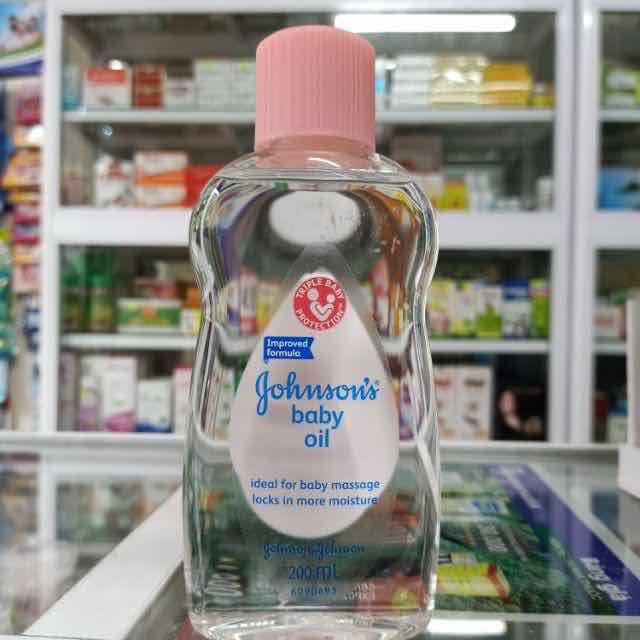 TRIPLE BABY
PROTECTION™
Improved
formula
Johnson's®
baby
oil
ideal for baby massage
locks in more moisture
Johnson & Johnson
200 mL